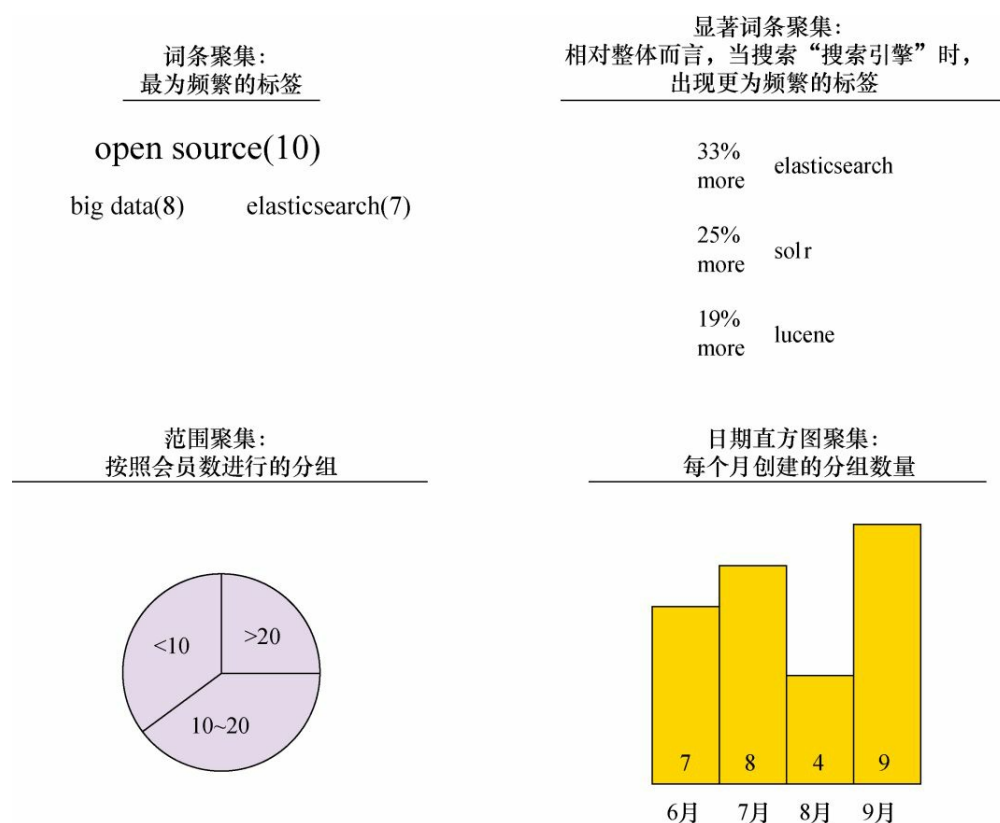 词条聚集：
最为频繁的标签
open source(10)
big data(8) elasticsearch(7)
显著词条聚集：
相对整体而言，当搜索“搜索引擎”时，
出现更为频繁的标签
33%
more
elasticsearch
25%
more
solr
19%
more
lucene
范围聚集：
按照会员数进行的分组
<10
>20
10~20
日期直方图聚集：
每个月创建的分组数量
7 8 4 9
6月 7月 8月 9月